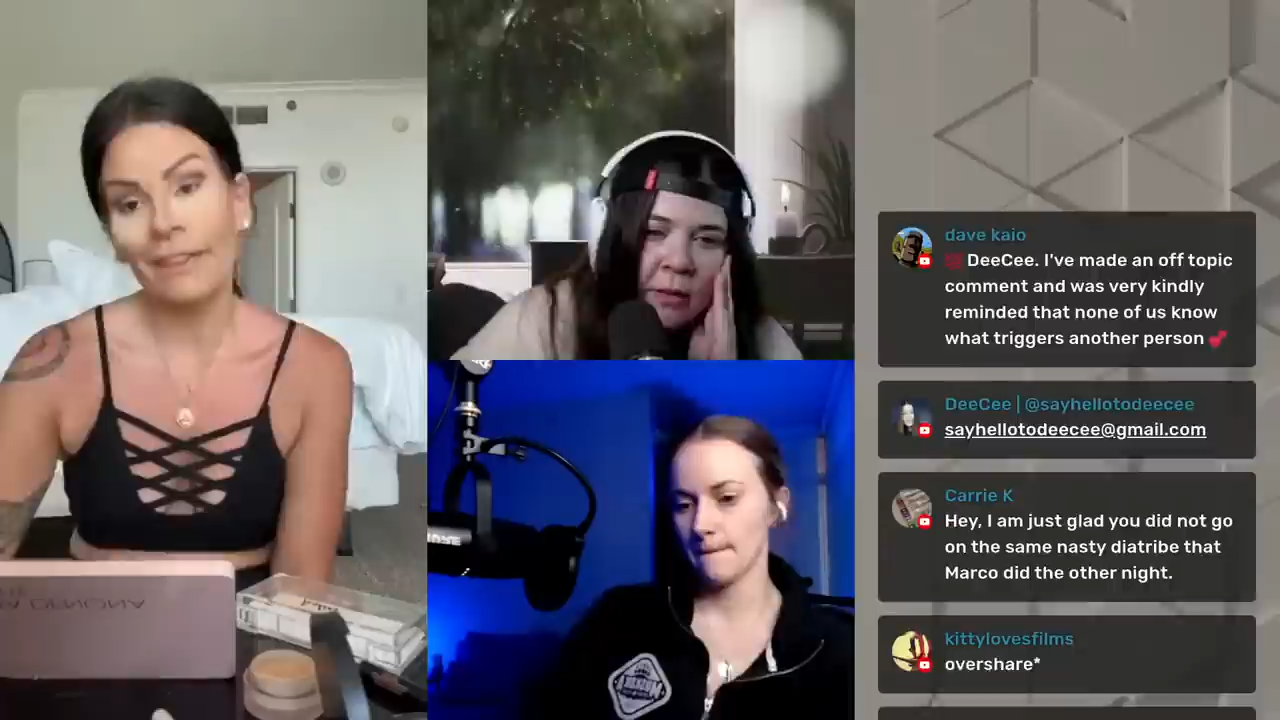 dave kaio
💯 DeeCee. I've made an off topic
comment and was very kindly
reminded that none of us know
what triggers another person 💕
DeeCee | @sayhellotodeecee
sayhellotodeecee@gmail.com
Carrie K
Hey, I am just glad you did not go
on the same nasty diatribe that
Marco did the other night.
kittylovesfilms
overshare*